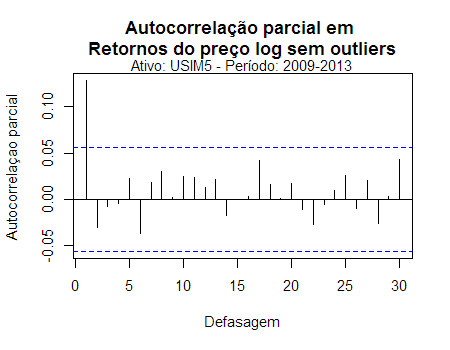 Autocorrelação parcial em
Retornos do preço log sem outliers
Ativo: USIM5 - Período: 2009-2013
Autocorrelaçao parcial
0.10
0.05
0.00
-0.05
0 5 10 15 20 25 30
Defasagem